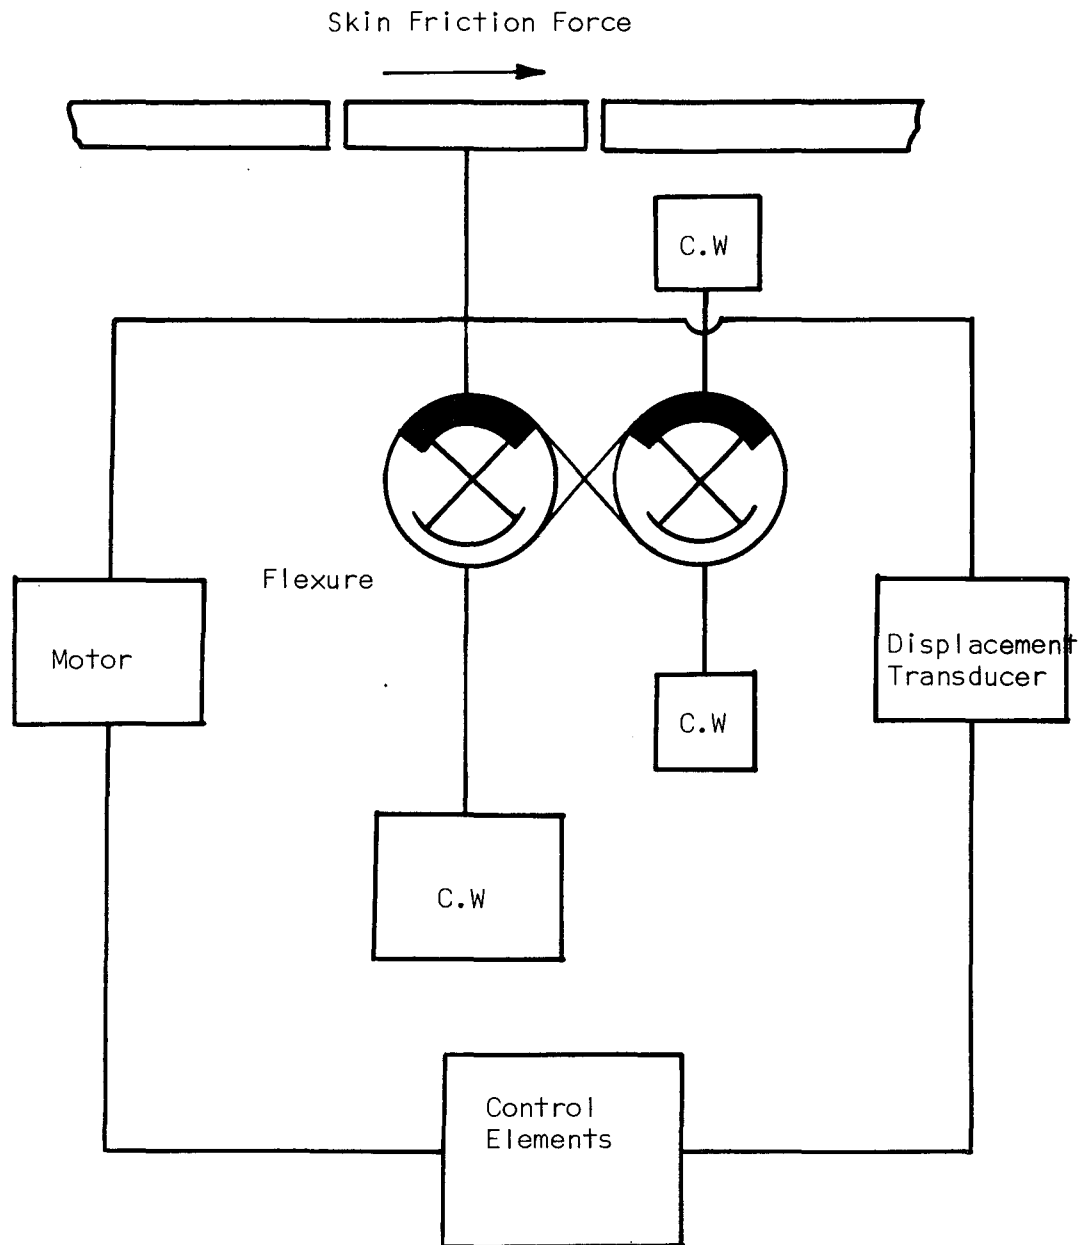 Skin Friction Force
C.W
Flexure
Motor
Displacement
Transducer
C.W
C.W
Control
Elements